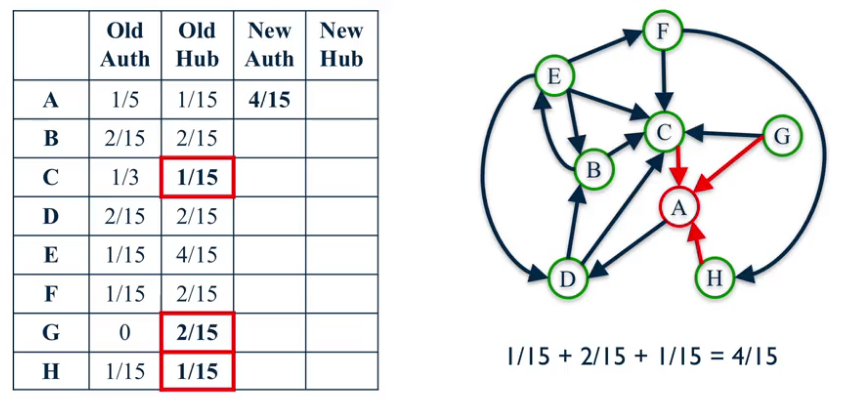 Old Auth Old Hub New Auth New Hub
A 1/5 1/15 4/15
B 2/15 2/15
C 1/3 1/15
D 2/15 2/15
E 1/15 4/15
F 1/15 2/15
G 0 2/15
H 1/15 1/15
F
E
C
G
B
A
D
H
1/15 + 2/15 + 1/15 = 4/15